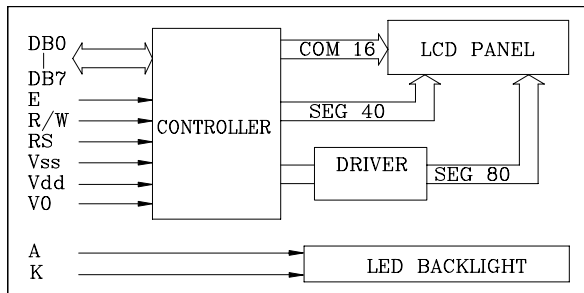 DB0
DB7
E
R/W
RS
Vss
Vdd
V0
A
K
CONTROLLER
COM 16
SEG 40
DRIVER
SEG 80
LCD PANEL
LED BACKLIGHT